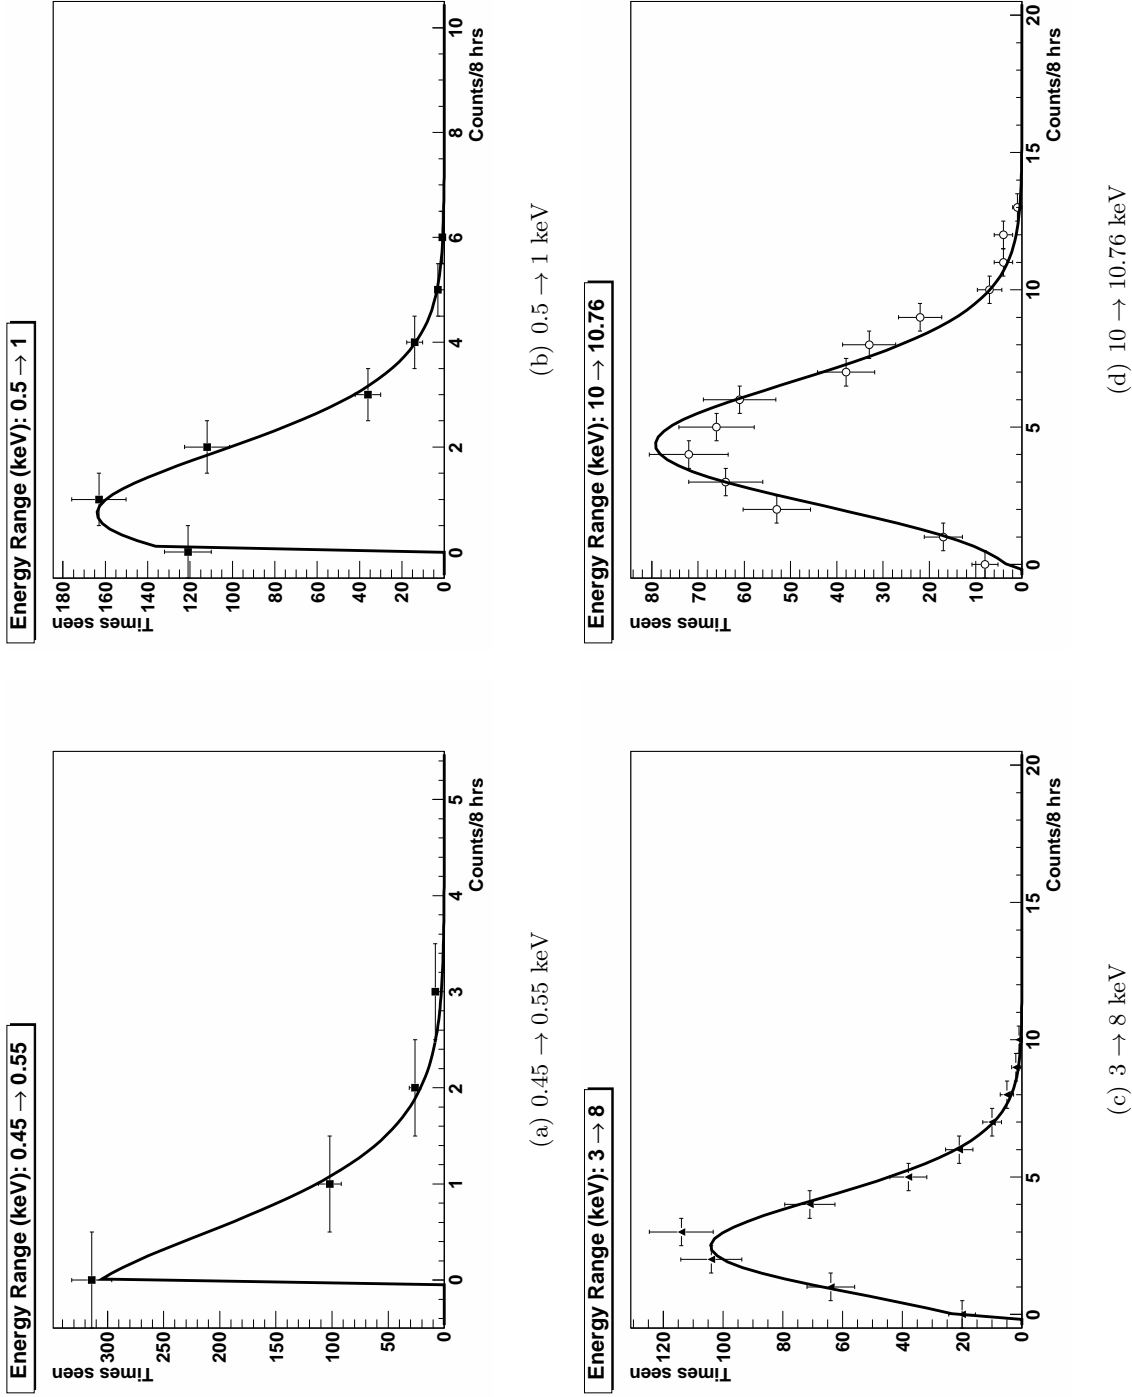 Energy Range (keV): 0.45 → 0.55
Times seen
300
250
200
150
100
50
0
0 1 2 3 4 5
Counts/8 hrs
(a) 0.45 → 0.55 keV
Energy Range (keV): 0.5 → 1
Times seen
180
160
140
120
100
80
60
40
20
0
0 2 4 6 8 10
Counts/8 hrs
(b) 0.5 → 1 keV
Energy Range (keV): 3 → 8
Times seen
120
100
80
60
40
20
0
0 5 10 15 20
Counts/8 hrs
(c) 3 → 8 keV
Energy Range (keV): 10 → 10.76
Times seen
80
70
60
50
40
30
20
10
0
0 5 10 15 20
Counts/8 hrs
(d) 10 → 10.76 keV